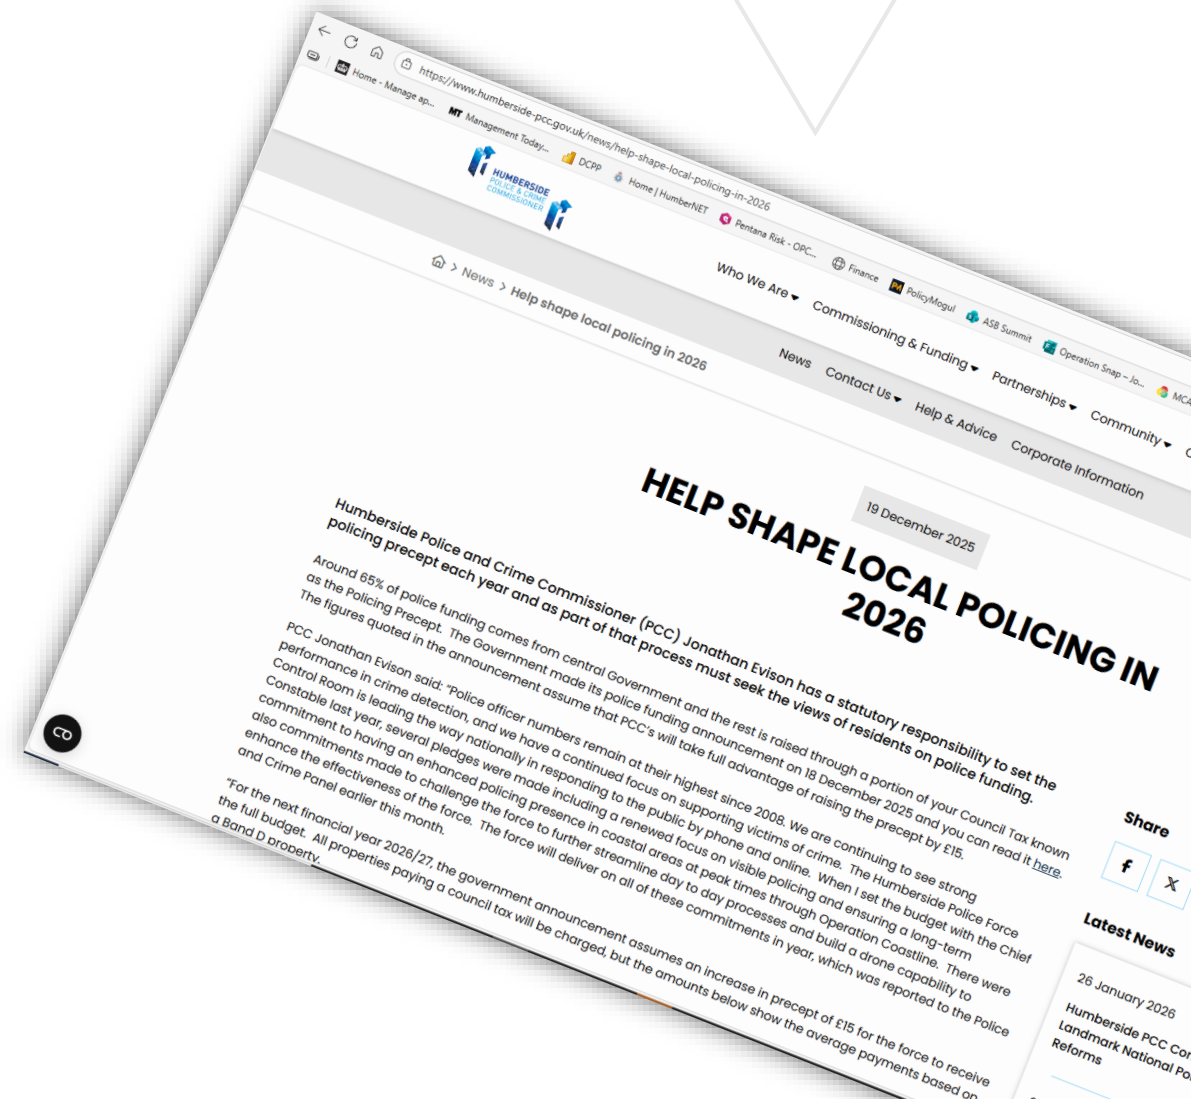 https://www.humberside-pcc.gov.uk/news/help-shape-local-policing-in-2026
Home - Manage ap...
MT Management Today...
DCPP
Home | HumberNET
Pentana Risk - OPC...
Finance
PolicyMogul
ASB Summit
Operation Snap – Jo...
MCA
HUMBERSIDE
POLICE & CRIME
COMMISSIONER
Who We Are
Commissioning & Funding
Partnerships
Community
News
Contact Us
Help & Advice
Corporate Information
News > Help shape local policing in 2026
19 December 2025
HELP SHAPE LOCAL POLICING IN
2026
Humberside Police and Crime Commissioner (PCC) Jonathan Evison has a statutory responsibility to set the
policing precept each year and as part of that process must seek the views of residents on police funding.
Around 65% of police funding comes from central Government and the rest is raised through a portion of your Council Tax known
as the Policing Precept. The Government made its police funding announcement on 18 December 2025 and you can read it here.
The figures quoted in the announcement assume that PCC's will take full advantage of raising the precept by £15.
PCC Jonathan Evison said: "Police officer numbers remain at their highest since 2008. We are continuing to see strong
performance in crime detection, and we have a continued focus on supporting victims of crime. The Humberside Police Force
Control Room is leading the way nationally in responding to the public by phone and online. When I set the budget with the Chief
Constable last year, several pledges were made including a renewed focus on visible policing and ensuring a long-term
commitment to having an enhanced policing presence in coastal areas at peak times through Operation Coastline. There were
also commitments made to challenge the force to further streamline day to day processes and build a drone capability to
enhance the effectiveness of the force. The force will deliver on all of these commitments in year, which was reported to the Police
and Crime Panel earlier this month.
"For the next financial year 2026/27, the government announcement assumes an increase in precept of £15 for the force to receive
the full budget. All properties paying a council tax will be charged, but the amounts below show the average payments based on
a Band D property.
Share
Latest News
26 January 2026
Humberside PCC Co
Landmark National Po
Reforms